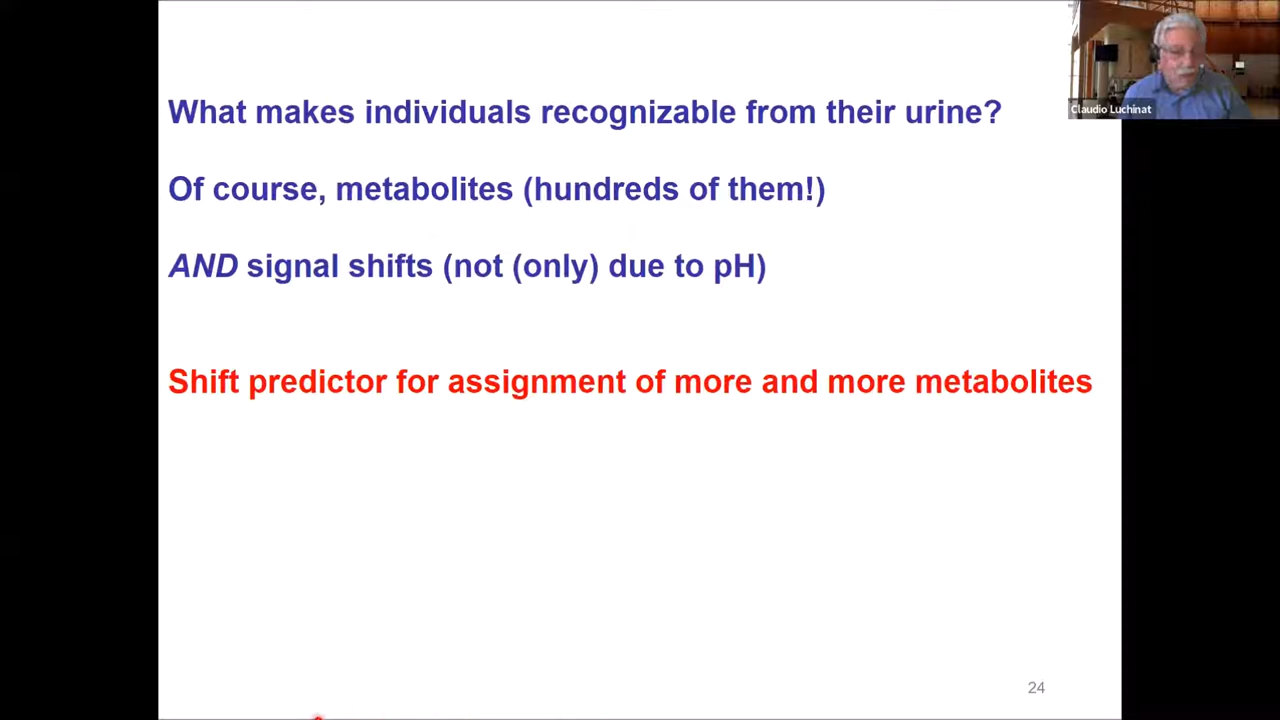 What makes individuals recognizable from their urine?
Of course, metabolites (hundreds of them!)
AND signal shifts (not (only) due to pH)
Shift predictor for assignment of more and more metabolites
24
Claudio Luchinat